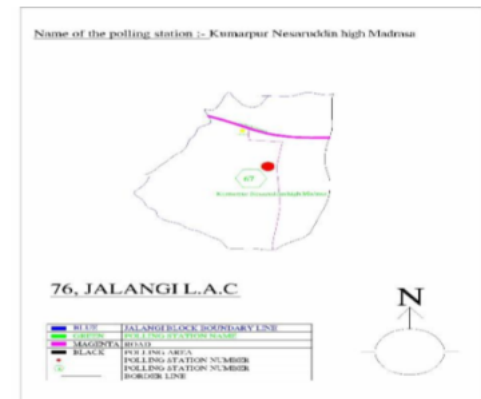 Name of the polling station :- Kumarpur Nesaruddin high Madrasa
67
76, JALANGI L.A.C
N
BLUE JALANGI BLOCK BOUNDARY LINE
GREEN POLLING STATION NAME
MAGENTA ROAD
BLACK POLLING AREA
POLLING STATION NUMBER
POLLING STATION NUMBER
BORDER LINE